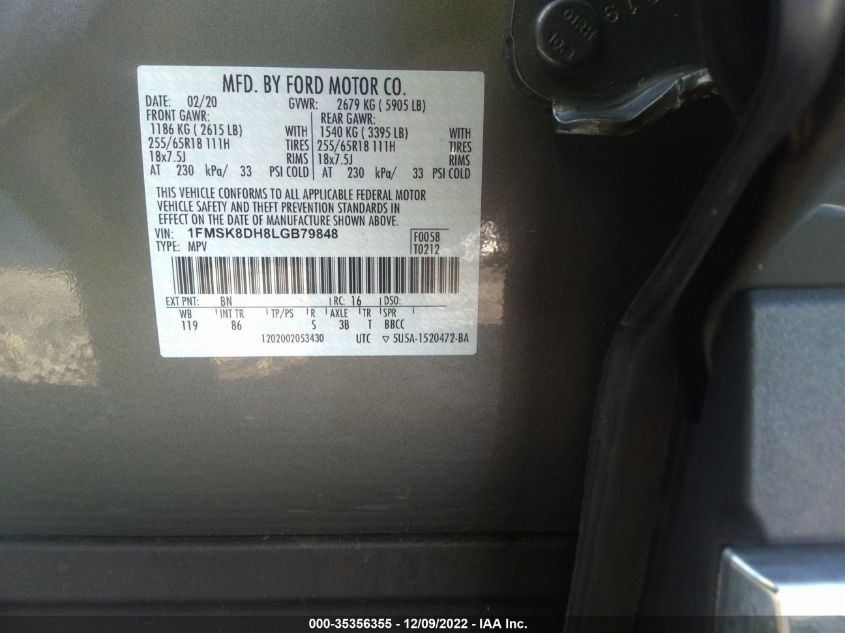 MFD. BY FORD MOTOR CO.
DATE: 02/20 GVWR: 2679 KG ( 5905 LB)
FRONT GAWR: REAR GAWR:
1186 KG ( 2615 LB) WITH 1540 KG ( 3395 LB) WITH
255/65R18 111H TIRES 255/65R18 111H TIRES
18x7.5J RIMS 18x7.5J RIMS
AT 230 kPa/ 33 PSI COLD AT 230 kPa/ 33 PSI COLD
THIS VEHICLE CONFORMS TO ALL APPLICABLE FEDERAL MOTOR
VEHICLE SAFETY AND THEFT PREVENTION STANDARDS IN
EFFECT ON THE DATE OF MANUFACTURE SHOWN ABOVE.
VIN: 1FMSK8DH8LGB79848 F0058
TYPE: MPV T0212
EXT PNT: BN RC: 16 DSO:
WB INT TR TP/PS R AXLE TR SPR
119 86 S 3B T BBCC
1202002053430 UTC ▽ 5U5A-1520472-BA
000-35356355 - 12/09/2022 - IAA Inc.